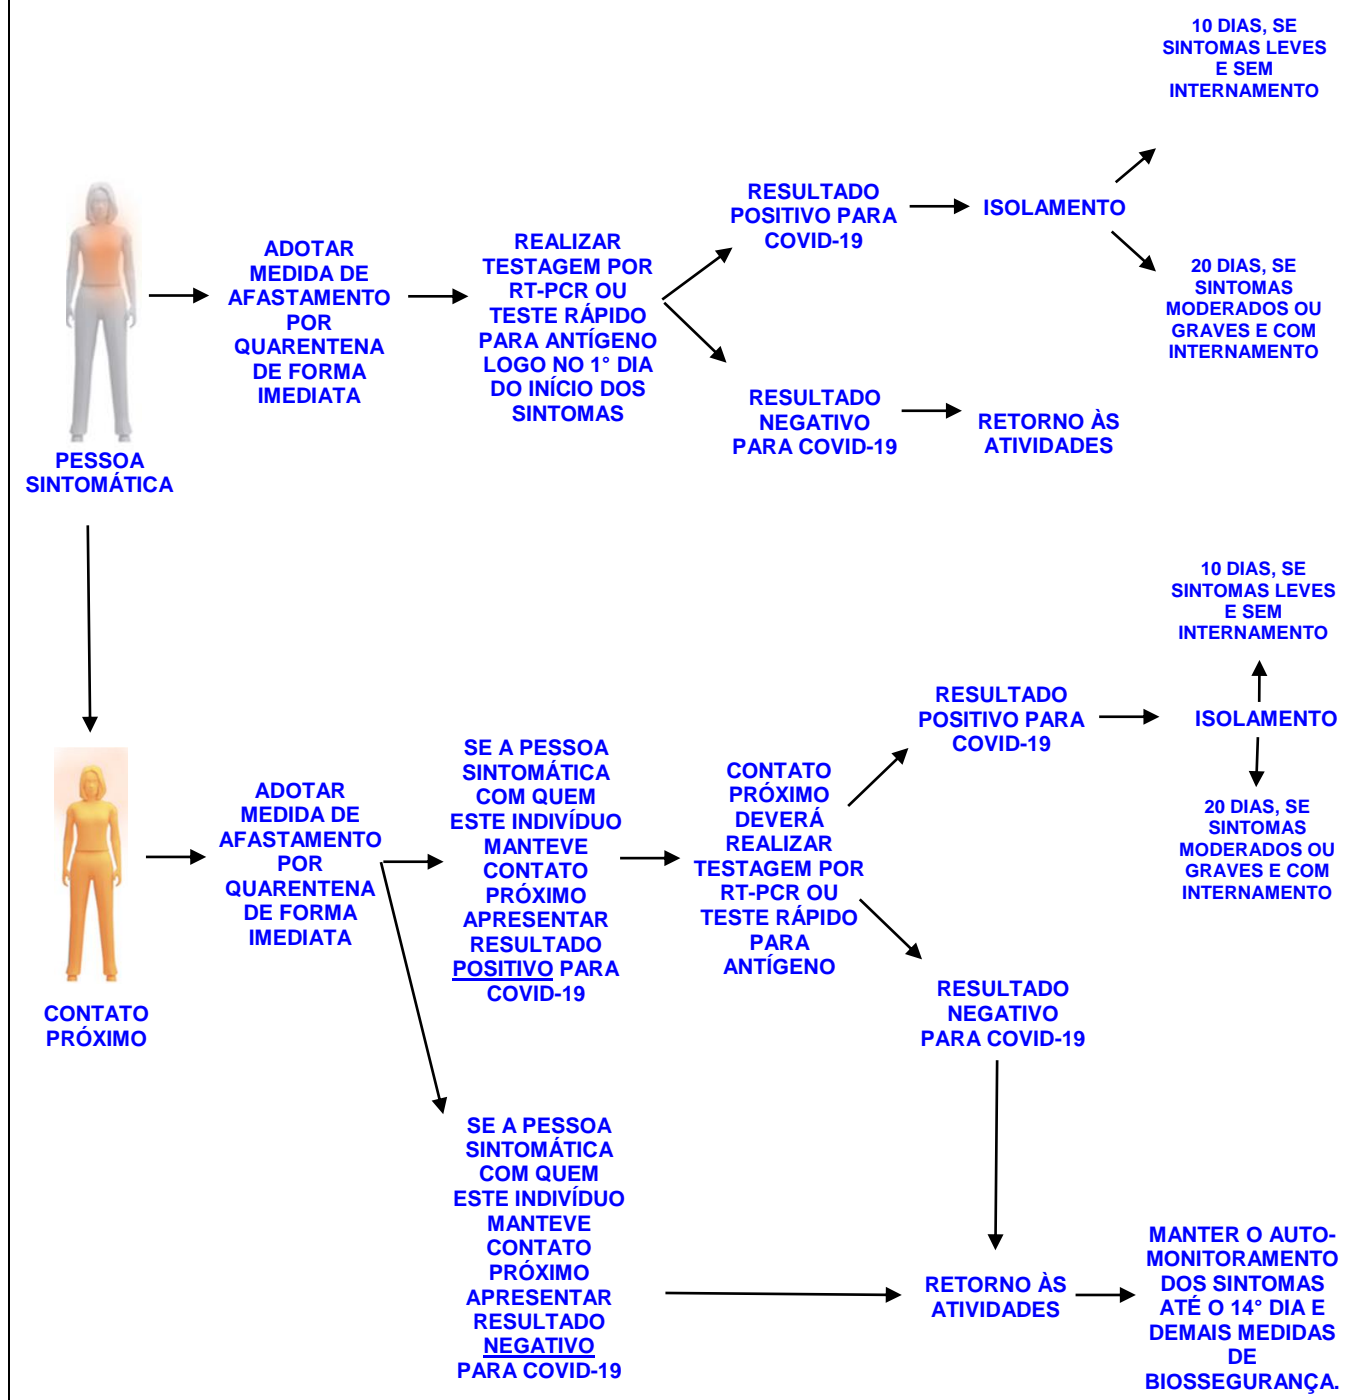 10 DIAS, SE
SINTOMAS LEVES
E SEM
INTERNAMENTO
PESSOA
SINTOMÁTICA
ADOTAR
MEDIDA DE
AFASTAMENTO
POR
QUARENTENA
DE FORMA
IMEDIATA
REALIZAR
TESTAGEM POR
RT-PCR OU
TESTE RÁPIDO
PARA ANTÍGENO
LOGO NO 1° DIA
DO INÍCIO DOS
SINTOMAS
RESULTADO
POSITIVO PARA
COVID-19
ISOLAMENTO
20 DIAS, SE
SINTOMAS
MODERADOS OU
GRAVES E COM
INTERNAMENTO
RESULTADO
NEGATIVO
PARA COVID-19
RETORNO ÀS
ATIVIDADES
CONTATO
PRÓXIMO
ADOTAR
MEDIDA DE
AFASTAMENTO
POR
QUARENTENA
DE FORMA
IMEDIATA
SE A PESSOA
SINTOMÁTICA
COM QUEM
ESTE INDIVÍDUO
MANTEVE
CONTATO
PRÓXIMO
APRESENTAR
RESULTADO
POSITIVO PARA
COVID-19
CONTATO
PRÓXIMO
DEVERÁ
REALIZAR
TESTAGEM POR
RT-PCR OU
TESTE RÁPIDO
PARA
ANTÍGENO
RESULTADO
POSITIVO PARA
COVID-19
10 DIAS, SE
SINTOMAS LEVES
E SEM
INTERNAMENTO
ISOLAMENTO
20 DIAS, SE
SINTOMAS
MODERADOS OU
GRAVES E COM
INTERNAMENTO
RESULTADO
NEGATIVO
PARA COVID-19
SE A PESSOA
SINTOMÁTICA
COM QUEM
ESTE INDIVÍDUO
MANTEVE
CONTATO
PRÓXIMO
APRESENTAR
RESULTADO
NEGATIVO
PARA COVID-19
RETORNO ÀS
ATIVIDADES
MANTER O AUTO-
MONITORAMENTO
DOS SINTOMAS
ATÉ O 14° DIA E
DEMAIS MEDIDAS
DE
BIOSSEGURANÇA.